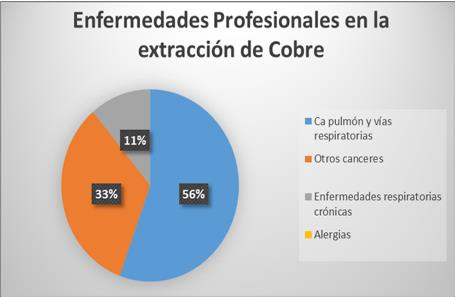 Enfermedades Profesionales en la
extracción de Cobre
11%
33%
56%
Ca pulmón y vías
respiratorias
Otros canceres
Enfermedades respiratorias
crónicas
Alergias